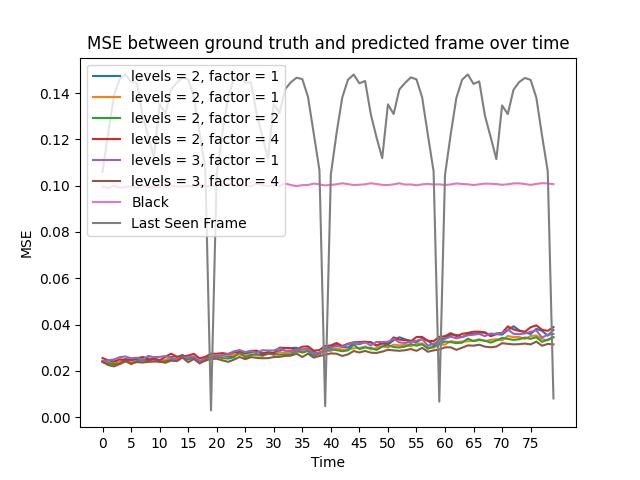 MSE between ground truth and predicted frame over time
levels = 2, factor = 1
levels = 2, factor = 1
levels = 2, factor = 2
levels = 2, factor = 4
levels = 3, factor = 1
levels = 3, factor = 4
Black
Last Seen Frame
MSE
0.14
0.12
0.10
0.08
0.06
0.04
0.02
0.00
0 5 10 15 20 25 30 35 40 45 50 55 60 65 70 75
Time